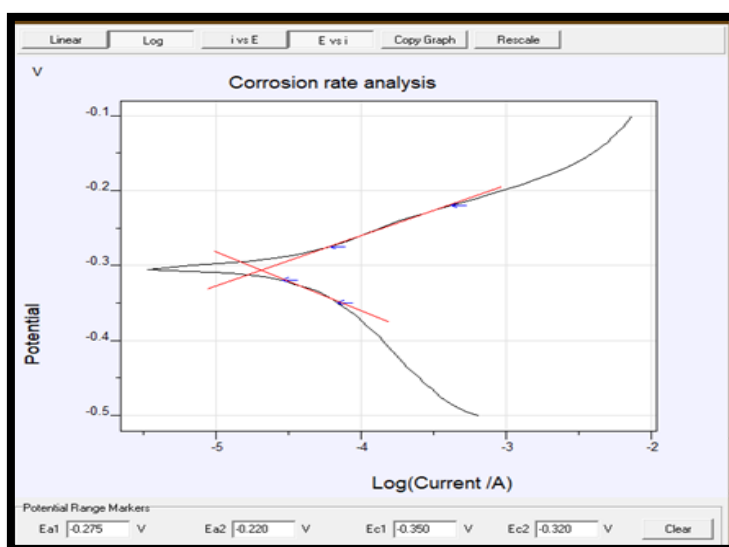 Linear Log i vs E E vs i Copy Graph Rescale
V
Corrosion rate analysis
-0.1
-0.2
-0.3
-0.4
-0.5
-5 -4 -3 -2
Potential
Log(Current /A)
Potential Range Markers
Ea1 -0.275 V Ea2 -0.220 V Ec1 -0.350 V Ec2 -0.320 V Clear